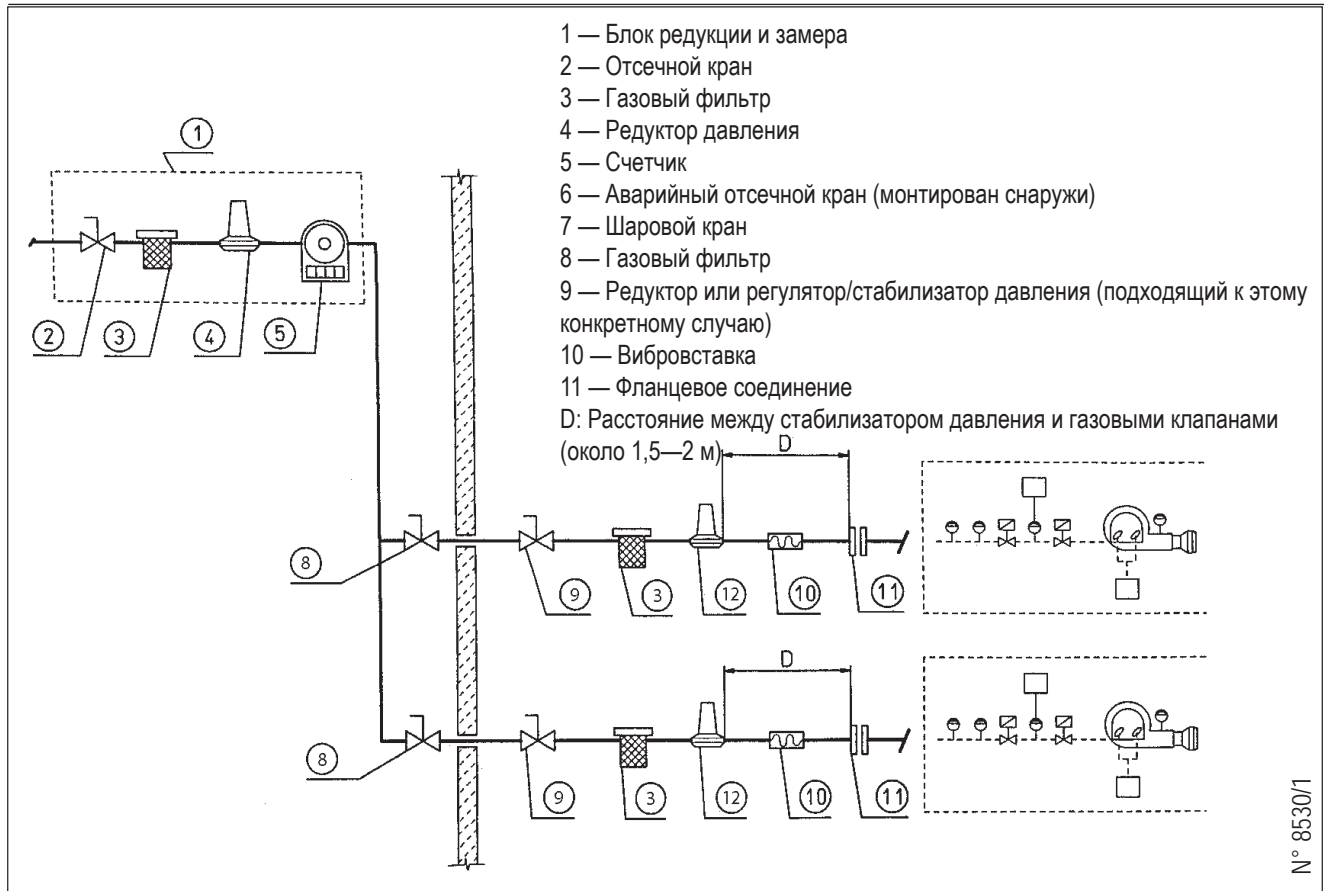 1 — Блок редукции и замера
2 — Отсечной кран
3 — Газовый фильтр
4 — Редуктор давления
5 — Счетчик
6 — Аварийный отсечной кран (монтирован снаружи)
7 — Шаровой кран
8 — Газовый фильтр
9 — Редуктор или регулятор/стабилизатор давления (подходящий к этому
конкретному случаю)
10 — Вибровставка
11 — Фланцевое соединение
D: Расстояние между стабилизатором давления и газовыми клапанами
(около 1,5—2 м)
1
2 3 4 5
D
8 9 3 12 10 11
D
8 9 3 12 10 11
N° 8530/1